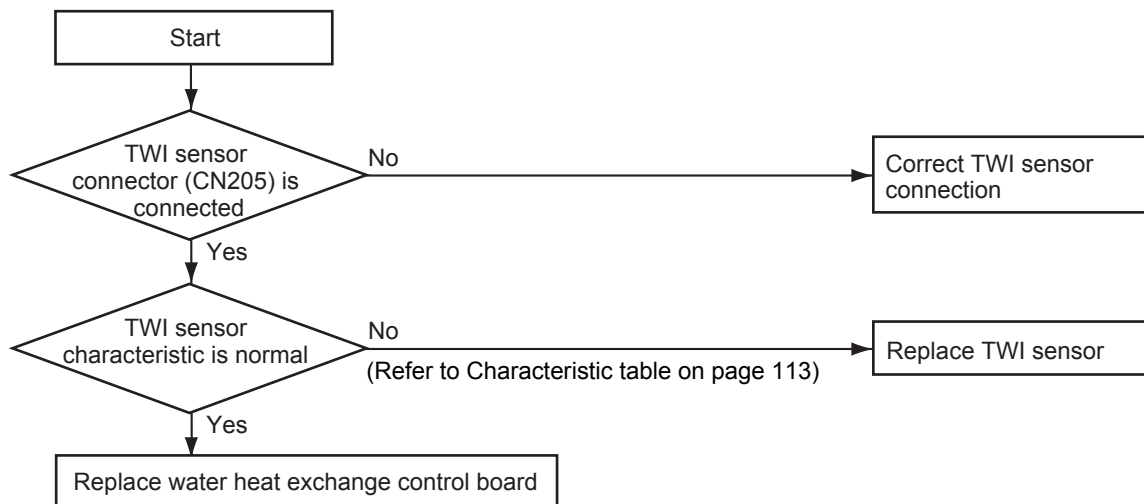 Start
TWI sensor
connector (CN205) is
connected
No
Correct TWI sensor
connection
Yes
TWI sensor
characteristic is normal
No
(Refer to Characteristic table on page 113)
Replace TWI sensor
Yes
Replace water heat exchange control board